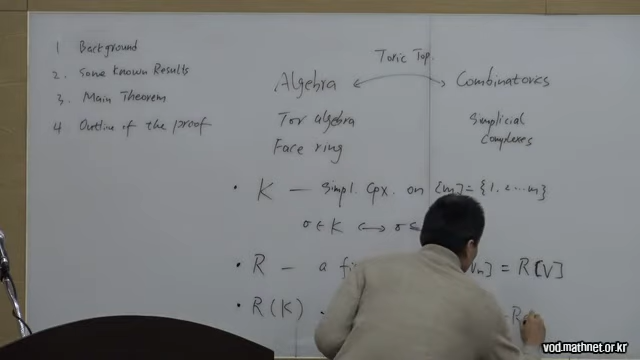 1 Background
2. Some Known Results
3. Main Theorem
4 Outline of the proof
Toric Top.
Algebra ↔ Combinatorics
Tor algebra
Simplicial
Complexes
Face ring
• K — Simpl. Cpx. on [m] = {1, ... m}
σ ∈ K ⟷ σ ⊆
• R — a = R[V]
• R(K)
vod.mathnet.or.kr